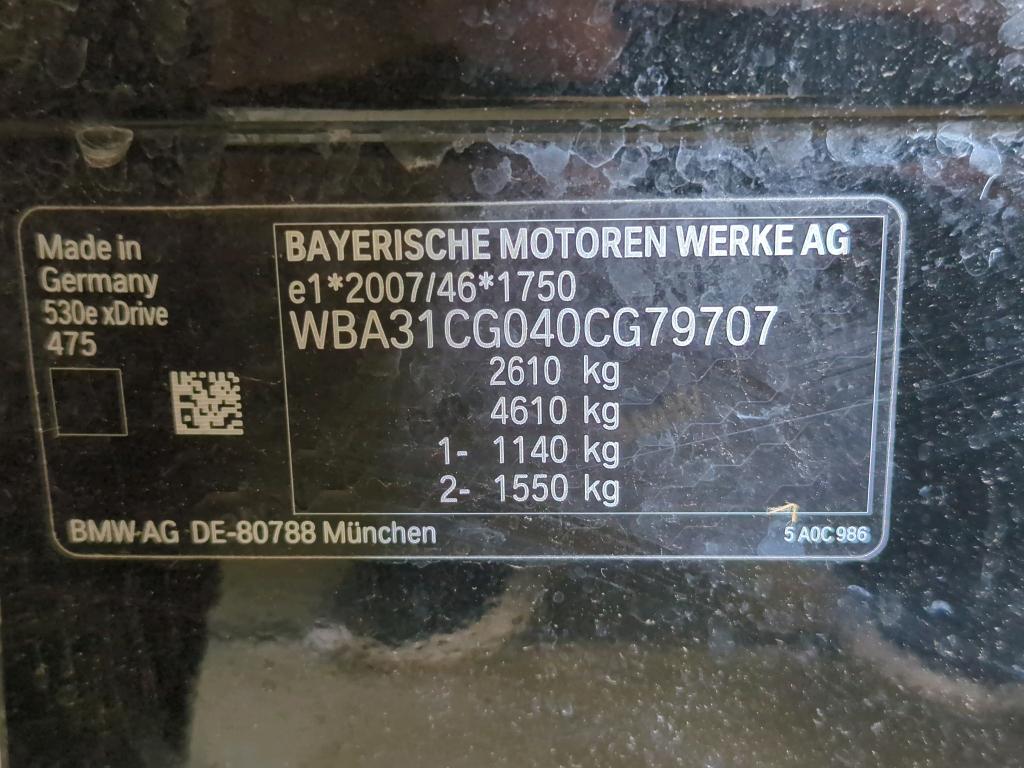 Made in
Germany
530e xDrive
475
BAYERISCHE MOTOREN WERKE AG
e1*2007/46*1750
WBA31CG040CG79707
2610 kg
4610 kg
1- 1140 kg
2- 1550 kg
BMW-AG DE-80788 München
5 A0C 986